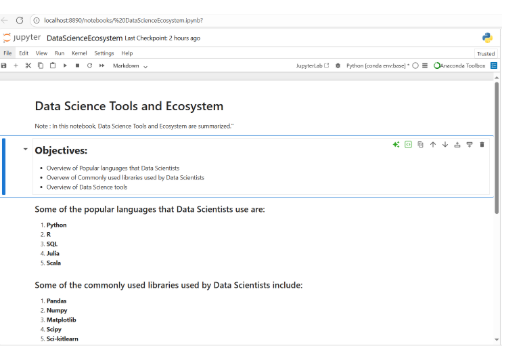 localhost:8890/notebooks/%20DataScienceEcosystem.ipynb?
jupyter DataScienceEcosystem Last Checkpoint: 2 hours ago
File Edit View Run Kernel Settings Help Trusted
Markdown JupyterLab Python [conda env:base] * Anaconda Toolbox
Data Science Tools and Ecosystem
Note : In this notebook, Data Science Tools and Ecosystem are summarized."
Objectives:
• Overview of Popular languages that Data Scientists
• Overview of Commonly used libraries used by Data Scientists
• Overview of Data Science tools
Some of the popular languages that Data Scientists use are:
1. Python
2. R
3. SQL
4. Julia
5. Scala
Some of the commonly used libraries used by Data Scientists include:
1. Pandas
2. Numpy
3. Matplotlib
4. Scipy
5. Sci-kitlearn